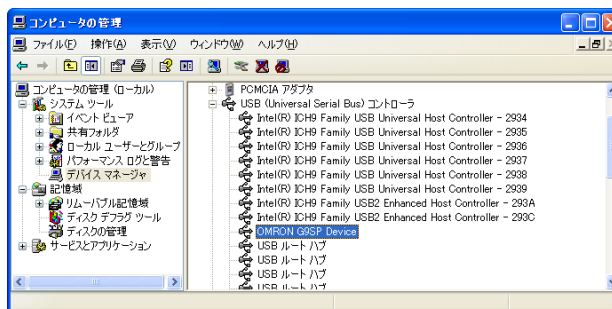 コンピュータの管理
ファイル(F) 操作(A) 表示(V) ウィンドウ(W) ヘルプ(H)
コンピュータの管理 (ローカル)
システム ツール
イベント ビューア
共有フォルダ
ローカル ユーザーとグループ
パフォーマンス ログと警告
デバイス マネージャ
記憶域
リムーバブル記憶域
ディスク デフラグ ツール
ディスクの管理
サービスとアプリケーション
PCMCIA アダプタ
USB (Universal Serial Bus) コントローラ
Intel(R) ICH9 Family USB Universal Host Controller - 2934
Intel(R) ICH9 Family USB Universal Host Controller - 2935
Intel(R) ICH9 Family USB Universal Host Controller - 2936
Intel(R) ICH9 Family USB Universal Host Controller - 2937
Intel(R) ICH9 Family USB Universal Host Controller - 2938
Intel(R) ICH9 Family USB Universal Host Controller - 2939
Intel(R) ICH9 Family USB2 Enhanced Host Controller - 293A
Intel(R) ICH9 Family USB2 Enhanced Host Controller - 293C
OMRON G9SP Device
USB ルート ハブ
USB ルート ハブ
USB ルート ハブ
USB ルート ハブ